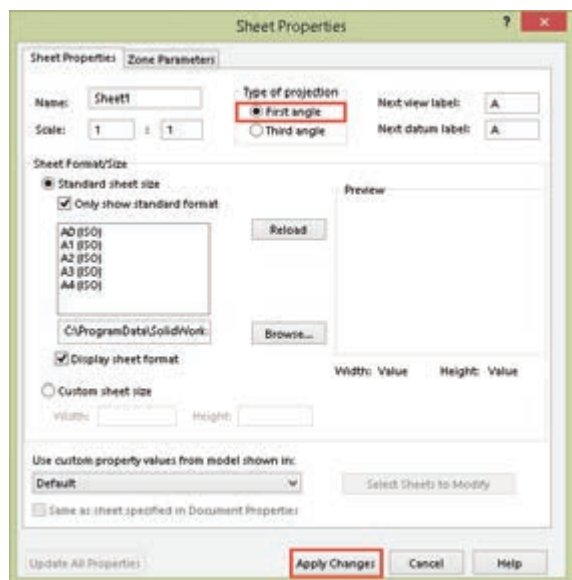 Sheet Properties
?
Sheet Properties
Zone Parameters
Name:
Sheet1
Type of projection
First angle
Third angle
Next view label:
A
Scale:
1
:
1
Next datum label:
A
Sheet Format/Size
Standard sheet size
Only show standard format
A0 (ISO)
A1 (ISO)
A2 (ISO)
A3 (ISO)
A4 (ISO)
Reload
Preview
C:\ProgramData\SolidWork:
Browse...
Display sheet format
Width: Value
Height: Value
Custom sheet size
Width:
Height:
Use custom property values from model shown in:
Default
Select Sheets to Modify
Same as sheet specified in Document Properties
Update All Properties
Apply Changes
Cancel
Help